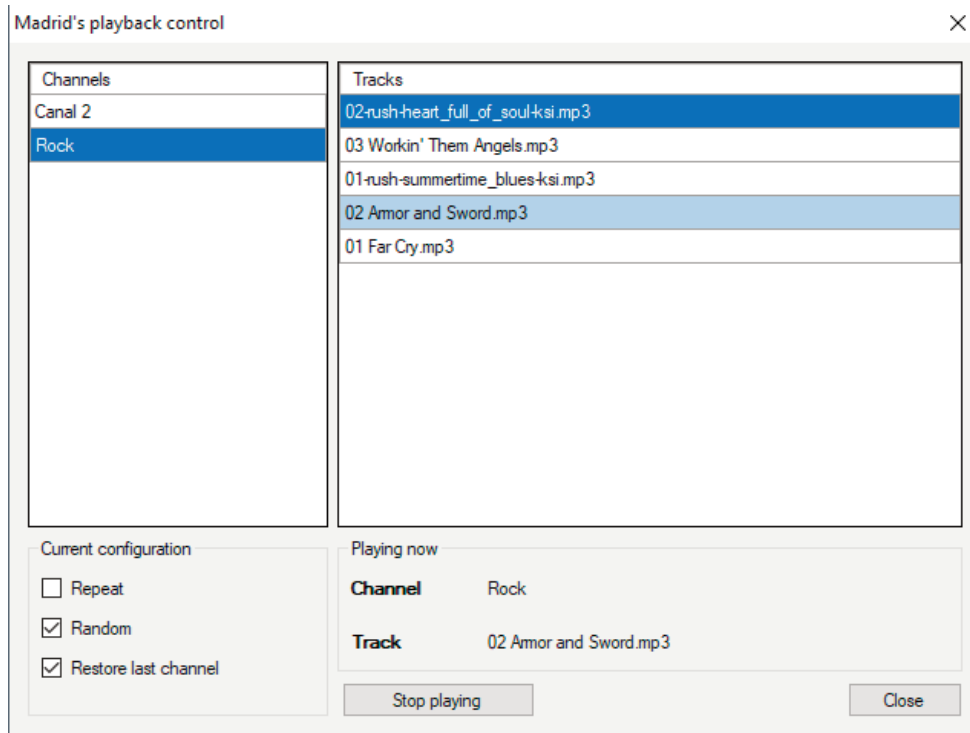 Madrid's playback control
Channels
Canal 2
Rock
Tracks
02-rush-heart_full_of_soul-ksi.mp3
03 Workin' Them Angels.mp3
01-rush-summertime_blues-ksi.mp3
02 Armor and Sword.mp3
01 Far Cry.mp3
Current configuration
Repeat
Random
Restore last channel
Playing now
Channel Rock
Track 02 Armor and Sword.mp3
Stop playing
Close